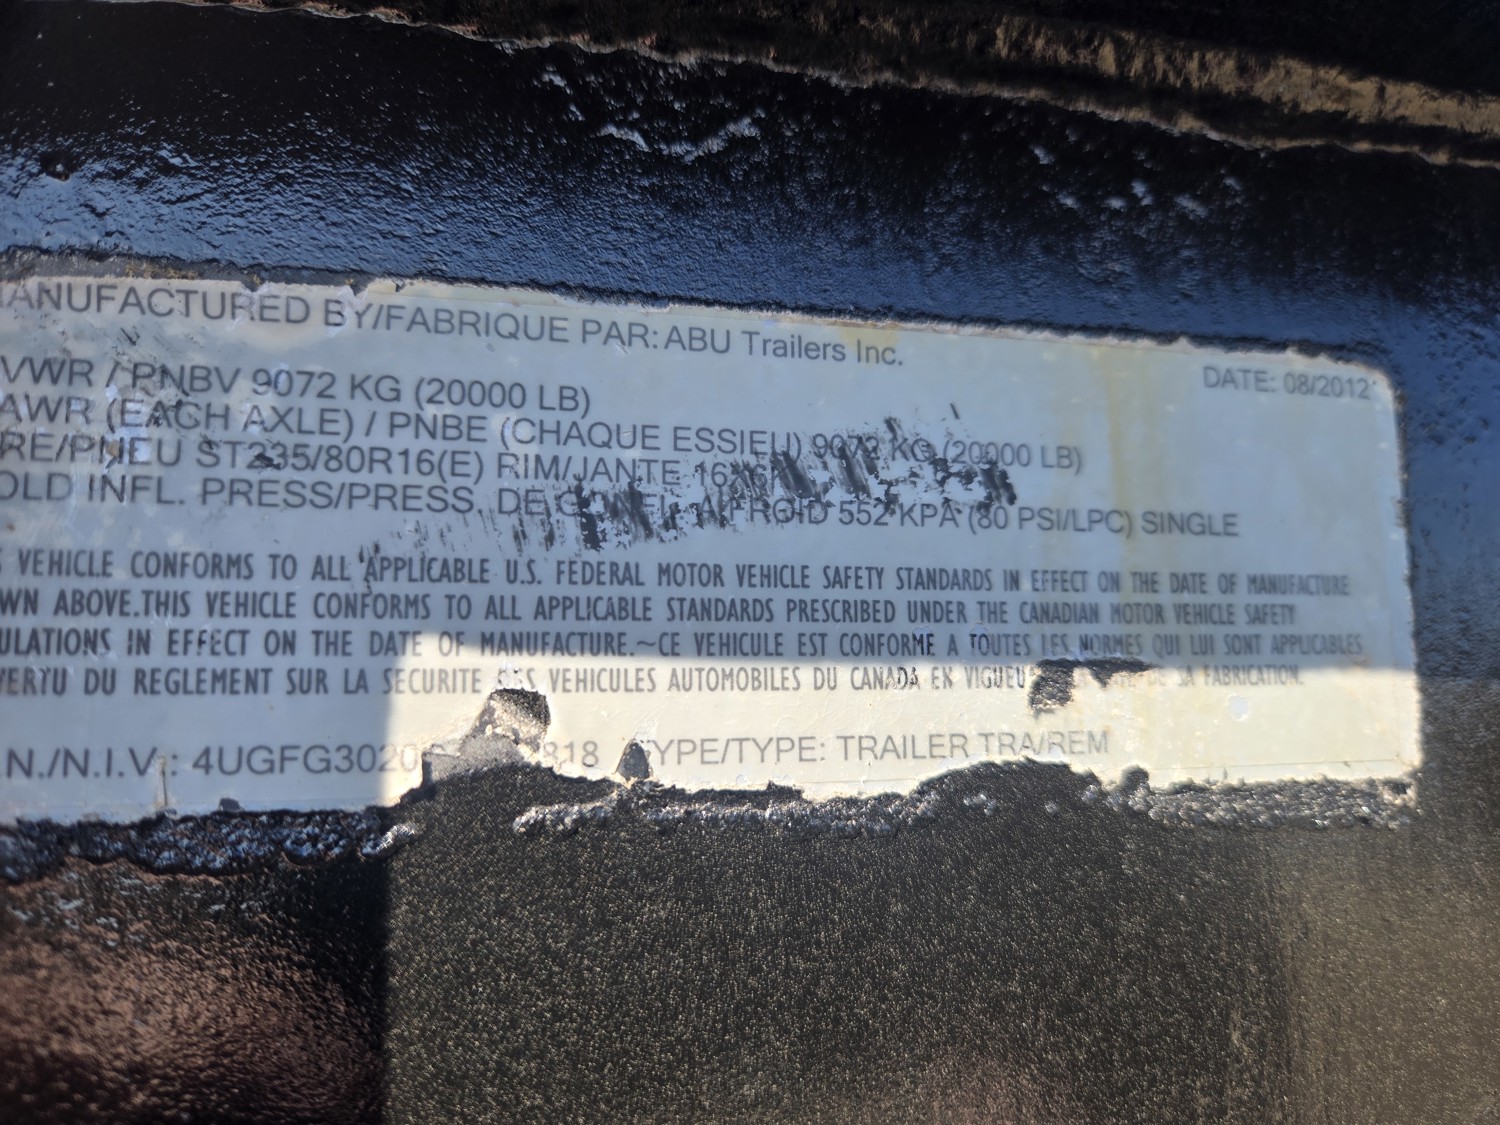 MANUFACTURED BY/FABRIQUE PAR: ABU Trailers Inc.
DATE: 08/2012
VWR / PNBV 9072 KG (20000 LB)
AWR (EACH AXLE) / PNBE (CHAQUE ESSIEU) 9072 KG (20000 LB)
RE/PNEU ST235/80R16(E) RIM/JANTE 16X6
OLD INFL. PRESS/PRESS. DE GONFL. A FROID 552 KPA (80 PSI/LPC) SINGLE
S VEHICLE CONFORMS TO ALL APPLICABLE U.S. FEDERAL MOTOR VEHICLE SAFETY STANDARDS IN EFFECT ON THE DATE OF MANUFACTURE
WN ABOVE.THIS VEHICLE CONFORMS TO ALL APPLICABLE STANDARDS PRESCRIBED UNDER THE CANADIAN MOTOR VEHICLE SAFETY
ULATIONS IN EFFECT ON THE DATE OF MANUFACTURE.~CE VEHICULE EST CONFORME A TOUTES LES NORMES QUI LUI SONT APPLICABLES
VERTU DU REGLEMENT SUR LA SECURITE DES VEHICULES AUTOMOBILES DU CANADA EN VIGUEU DE SA FABRICATION.
.N./N.I.V.: 4UGFG3020 818 TYPE/TYPE: TRAILER TRA/REM